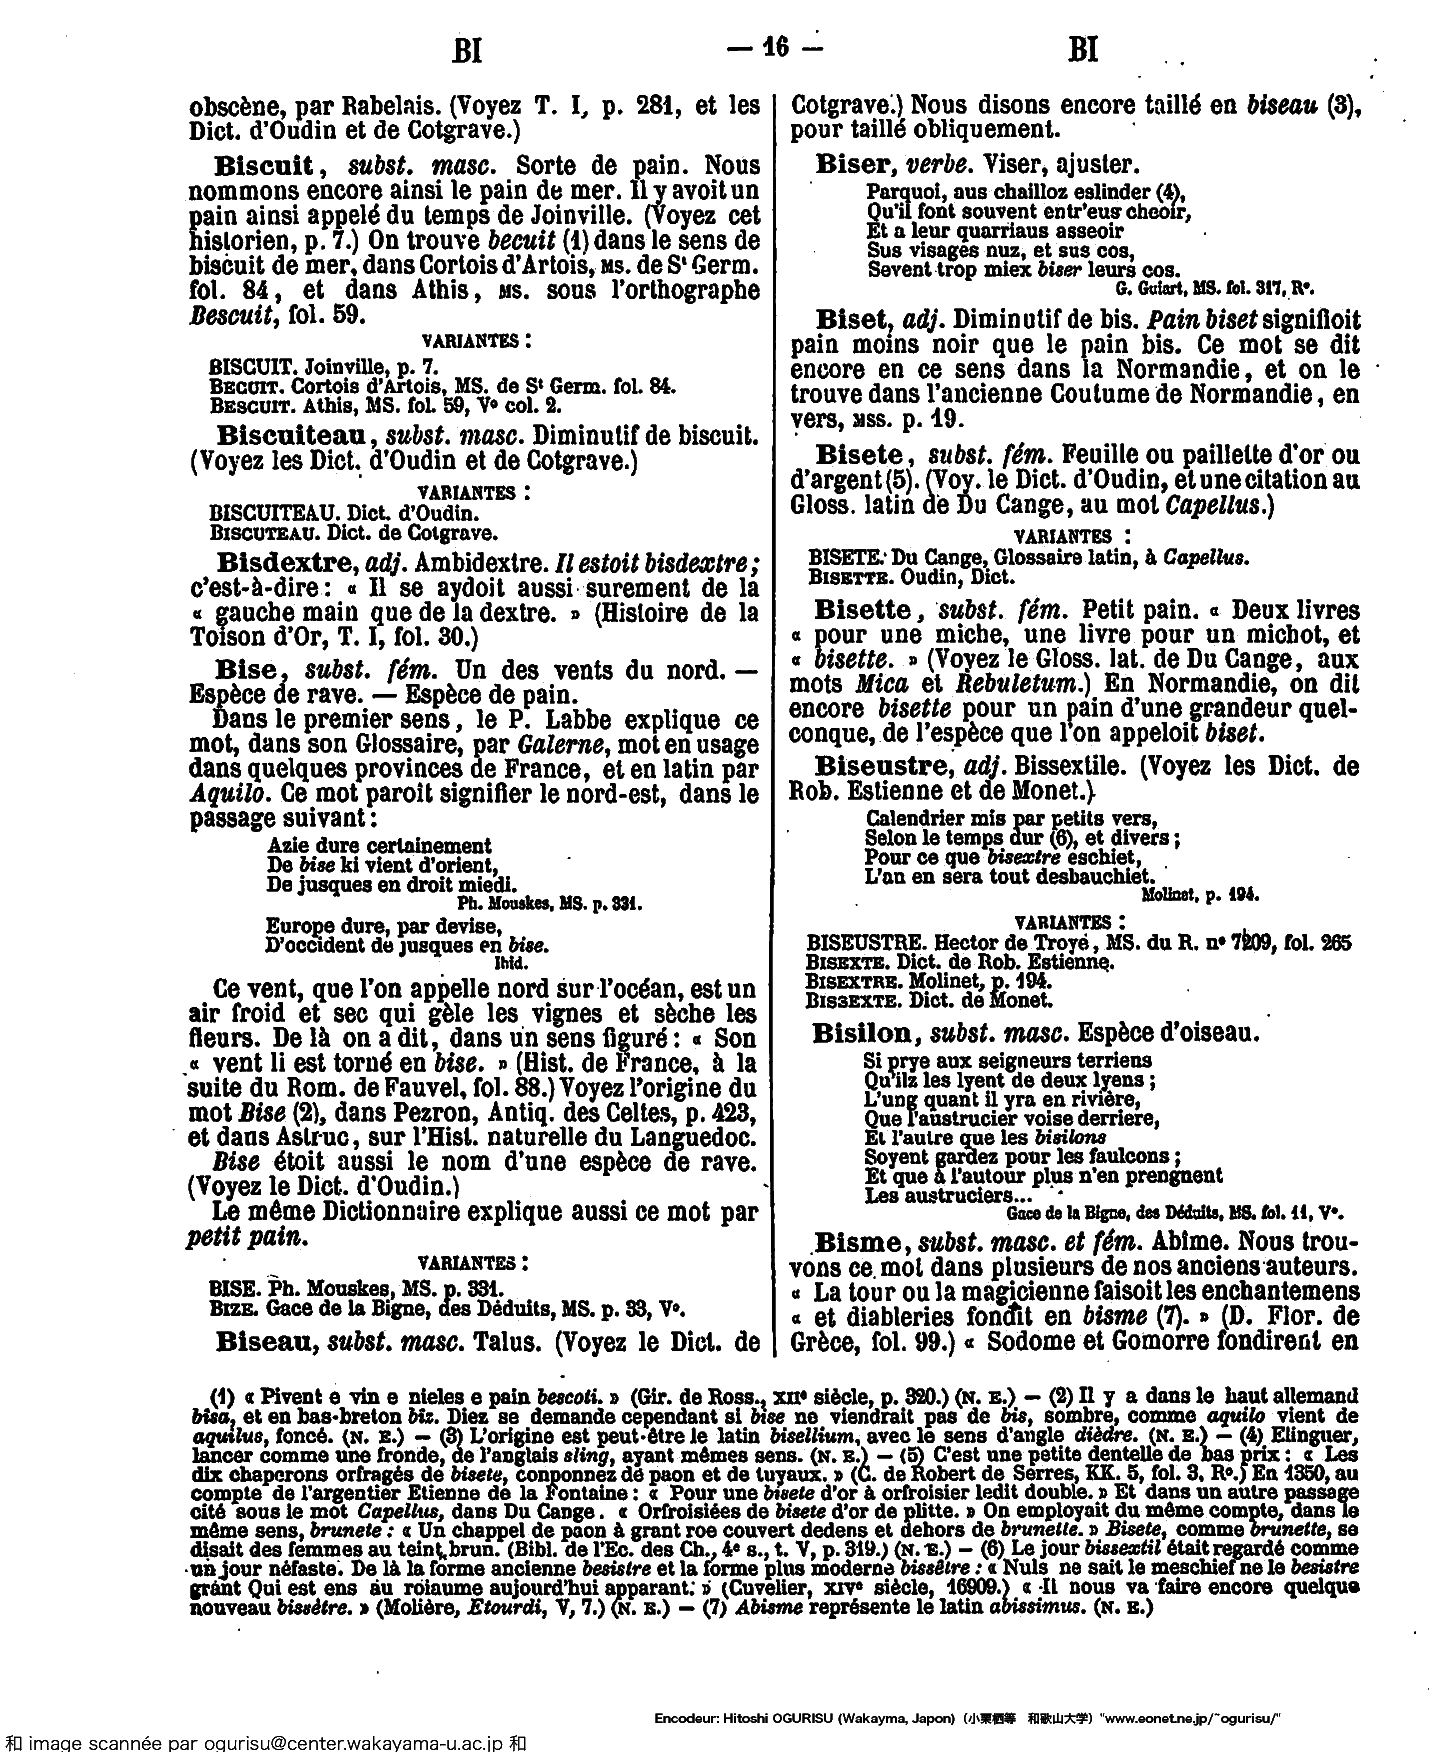 BI
— 16 —
BI
obscène, par Rabelais. (Voyez T. I, p. 281, et les
Dict. d'Oudin et de Cotgrave.)
Biscuit, subst. masc. Sorte de pain. Nous
nommons encore ainsi le pain de mer. Il y avoit un
pain ainsi appelé du temps de Joinville. (Voyez cet
historien, p. 7.) On trouve becuit (1) dans le sens de
biscuit de mer, dans Cortois d'Artois, MS. de St Germ.
fol. 84, et dans Athis, MS. sous l'orthographe
Bescuit, fol. 59.
VARIANTES :
BISCUIT. Joinville, p. 7.
BECUIT. Cortois d'Artois, MS. de St Germ. fol. 84.
BESCUIT. Athis, MS. fol. 59, Vo col. 2.
Biscuiteau, subst. masc. Diminutif de biscuit.
(Voyez les Dict. d'Oudin et de Cotgrave.)
VARIANTES :
BISCUITEAU. Dict. d'Oudin.
BISCUTEAU. Dict. de Cotgrave.
Bisdextre, adj. Ambidextre. Il estoit bisdextre ;
c'est-à-dire : « Il se aydoit aussi surement de la
« gauche main que de la dextre. » (Histoire de la
Toison d'Or, T. I, fol. 30.)
Bise, subst. fém. Un des vents du nord. —
Espèce de rave. — Espèce de pain.
Dans le premier sens, le P. Labbe explique ce
mot, dans son Glossaire, par Galerne, mot en usage
dans quelques provinces de France, et en latin par
Aquilo. Ce mot paroit signifier le nord-est, dans le
passage suivant :
Azie dure certainement
De bise ki vient d'orient,
De jusques en droit miedi.
Ph. Mouskes, MS. p. 331.
Europe dure, par devise,
D'occident de jusques en bise.
Ibid.
Ce vent, que l'on appelle nord sur l'océan, est un
air froid et sec qui gèle les vignes et sèche les
fleurs. De là on a dit, dans un sens figuré : « Son
« vent li est torné en bise. » (Hist. de France, à la
suite du Rom. de Fauvel, fol. 88.) Voyez l'origine du
mot Bise (2), dans Pezron, Antiq. des Celtes, p. 423,
et dans Astruc, sur l'Hist. naturelle du Languedoc.
Bise étoit aussi le nom d'une espèce de rave.
(Voyez le Dict. d'Oudin.)
Le même Dictionnaire explique aussi ce mot par
petit pain.
VARIANTES :
BISE. Ph. Mouskes, MS. p. 331.
BIZE. Gace de la Bigne, des Déduits, MS. p. 33, Vo.
Biseau, subst. masc. Talus. (Voyez le Dict. de
Cotgrave.) Nous disons encore taillé en biseau (3),
pour taillé obliquement.
Biser, verbe. Viser, ajuster.
Parquoi, aus chailloz eslinder (4),
Qu'il font souvent entr'eus cheoir,
Et a leur quarriaus asseoir
Sus visages nuz, et sus cos,
Sevent trop miex biser leurs cos.
G. Guiart, MS. fol. 317, Ro.
Biset, adj. Diminutif de bis. Pain biset signifioit
pain moins noir que le pain bis. Ce mot se dit
encore en ce sens dans la Normandie, et on le
trouve dans l'ancienne Coutume de Normandie, en
vers, MSS. p. 19.
Bisete, subst. fém. Feuille ou paillette d'or ou
d'argent (5). (Voy. le Dict. d'Oudin, et une citation au
Gloss. latin de Du Cange, au mot Capellus.)
VARIANTES :
BISETE. Du Cange, Glossaire latin, à Capellus.
BISETTE. Oudin, Dict.
Bisette, subst. fém. Petit pain. « Deux livres
« pour une miche, une livre pour un michot, et
« bisette. » (Voyez le Gloss. lat. de Du Cange, aux
mots Mica et Rebuletum.) En Normandie, on dit
encore bisette pour un pain d'une grandeur quel-
conque, de l'espèce que l'on appeloit biset.
Biseustre, adj. Bissextile. (Voyez les Dict. de
Rob. Estienne et de Monet.)
Calendrier mis par petits vers,
Selon le temps dur (6), et divers ;
Pour ce que bisextre eschiet,
L'an en sera tout desbauchiet.
Molinet, p. 194.
VARIANTES :
BISEUSTRE. Hector de Troye, MS. du R. no 7209, fol. 265
BISEXTE. Dict. de Rob. Estienne.
BISEXTRE. Molinet, p. 194.
BISSEXTE. Dict. de Monet.
Bisilon, subst. masc. Espèce d'oiseau.
Si prye aux seigneurs terriens
Qu'ilz les lyent de deux lyens ;
L'ung quant il yra en rivière,
Que l'austrucier voise derriere,
Et l'autre que les bisilons
Soyent gardez pour les faulcons ;
Et que à l'autour plus n'en prengnent
Les austruciers...
Gace de la Bigne, des Déduits, MS. fol. 11, Vo.
Bisme, subst. masc. et fém. Abime. Nous trou-
vons ce mot dans plusieurs de nos anciens auteurs.
« La tour ou la magicienne faisoit les enchantemens
« et diableries fondit en bisme (7). » (D. Flor. de
Grèce, fol. 99.) « Sodome et Gomorre fondirent en
(1) « Pivent e vin e nieles e pain bescoti. » (Gir. de Ross., XIIe siècle, p. 320.) (N. E.) — (2) Il y a dans le haut allemand
bisa, et en bas-breton biz. Diez se demande cependant si bise ne viendrait pas de bis, sombre, comme aquilo vient de
aquilus, foncé. (N. E.) — (3) L'origine est peut-être le latin bisellium, avec le sens d'angle dièdre. (N. E.) — (4) Elinguer,
lancer comme une fronde, de l'anglais sling, ayant mêmes sens. (N. E.) — (5) C'est une petite dentelle de bas prix : « Les
dix chaperons orfragés de bisete, conponnez de paon et de tuyaux. » (C. de Robert de Serres, KK. 5, fol. 3, Ro.) En 1350, au
compte de l'argentier Etienne de la Fontaine : « Pour une bisete d'or à orfroisier ledit double. » Et dans un autre passage
cité sous le mot Capellus, dans Du Cange. « Orfroisiées de bisete d'or de plitte. » On employait du même compte, dans le
même sens, brunete : « Un chappel de paon à grant roe couvert dedens et dehors de brunette. » Bisete, comme brunette, se
disait des femmes au teint brun. (Bibl. de l'Ec. des Ch., 4e s., t. V, p. 319.) (N. E.) — (6) Le jour bissextil était regardé comme
un jour néfaste. De là la forme ancienne besistre et la forme plus moderne bissêtre : « Nuls ne sait le meschief ne le besistre
grant Qui est ens au roiaume aujourd'hui apparant. » (Cuvelier, XIVe siècle, 16909.) « Il nous va faire encore quelque
nouveau bissêtre. » (Molière, Etourdi, V, 7.) (N. E.) — (7) Abisme représente le latin abissimus. (N. E.)
Encodeur: Hitoshi OGURISU (Wakayma, Japon) (小栗栖等 和歌山大学) "www.eonet.ne.jp/~ogurisu/"
和 image scannée par ogurisu@center.wakayama-u.ac.jp 和